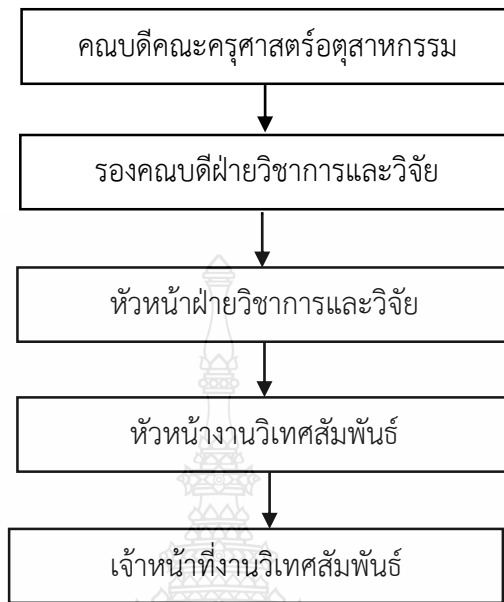 คณบดีคณะครุศาสตร์อุตสาหกรรม
รองคณบดีฝ่ายวิชาการและวิจัย
หัวหน้าฝ่ายวิชาการและวิจัย
หัวหน้างานวิเทศสัมพันธ์
เจ้าหน้าที่งานวิเทศสัมพันธ์